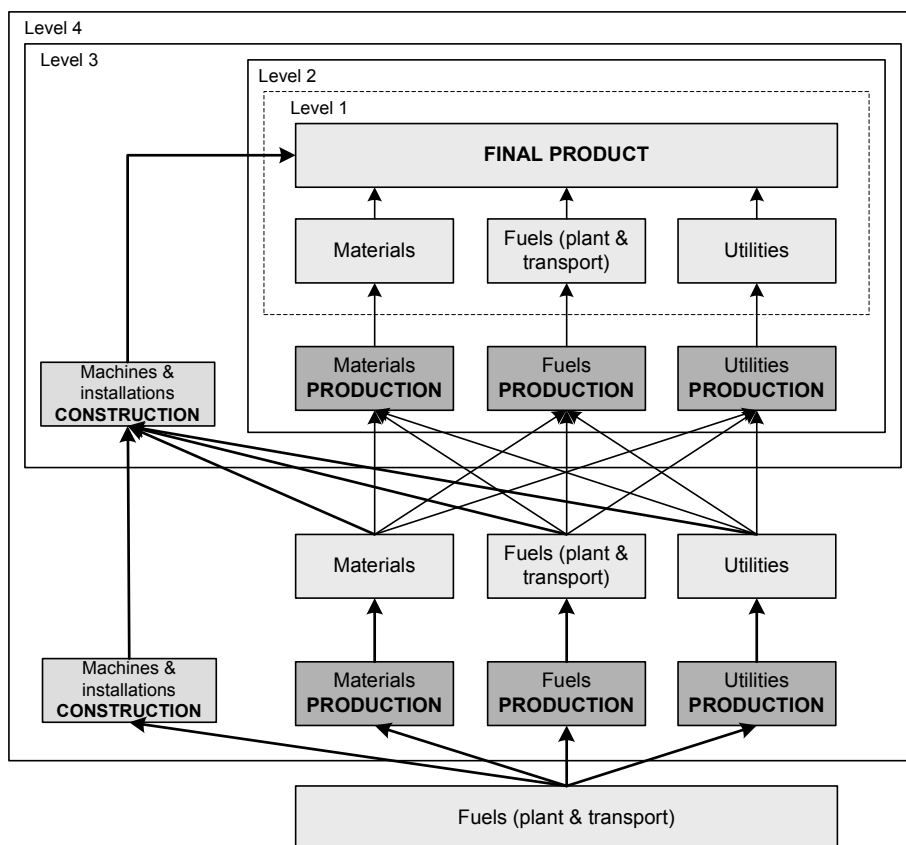 Level 4
Level 3
Level 2
Level 1
FINAL PRODUCT
Materials
Fuels (plant &
transport)
Utilities
Machines &
installations
CONSTRUCTION
Materials
PRODUCTION
Fuels
PRODUCTION
Utilities
PRODUCTION
Materials
Fuels (plant &
transport)
Utilities
Machines &
installations
CONSTRUCTION
Materials
PRODUCTION
Fuels
PRODUCTION
Utilities
PRODUCTION
Fuels (plant & transport)